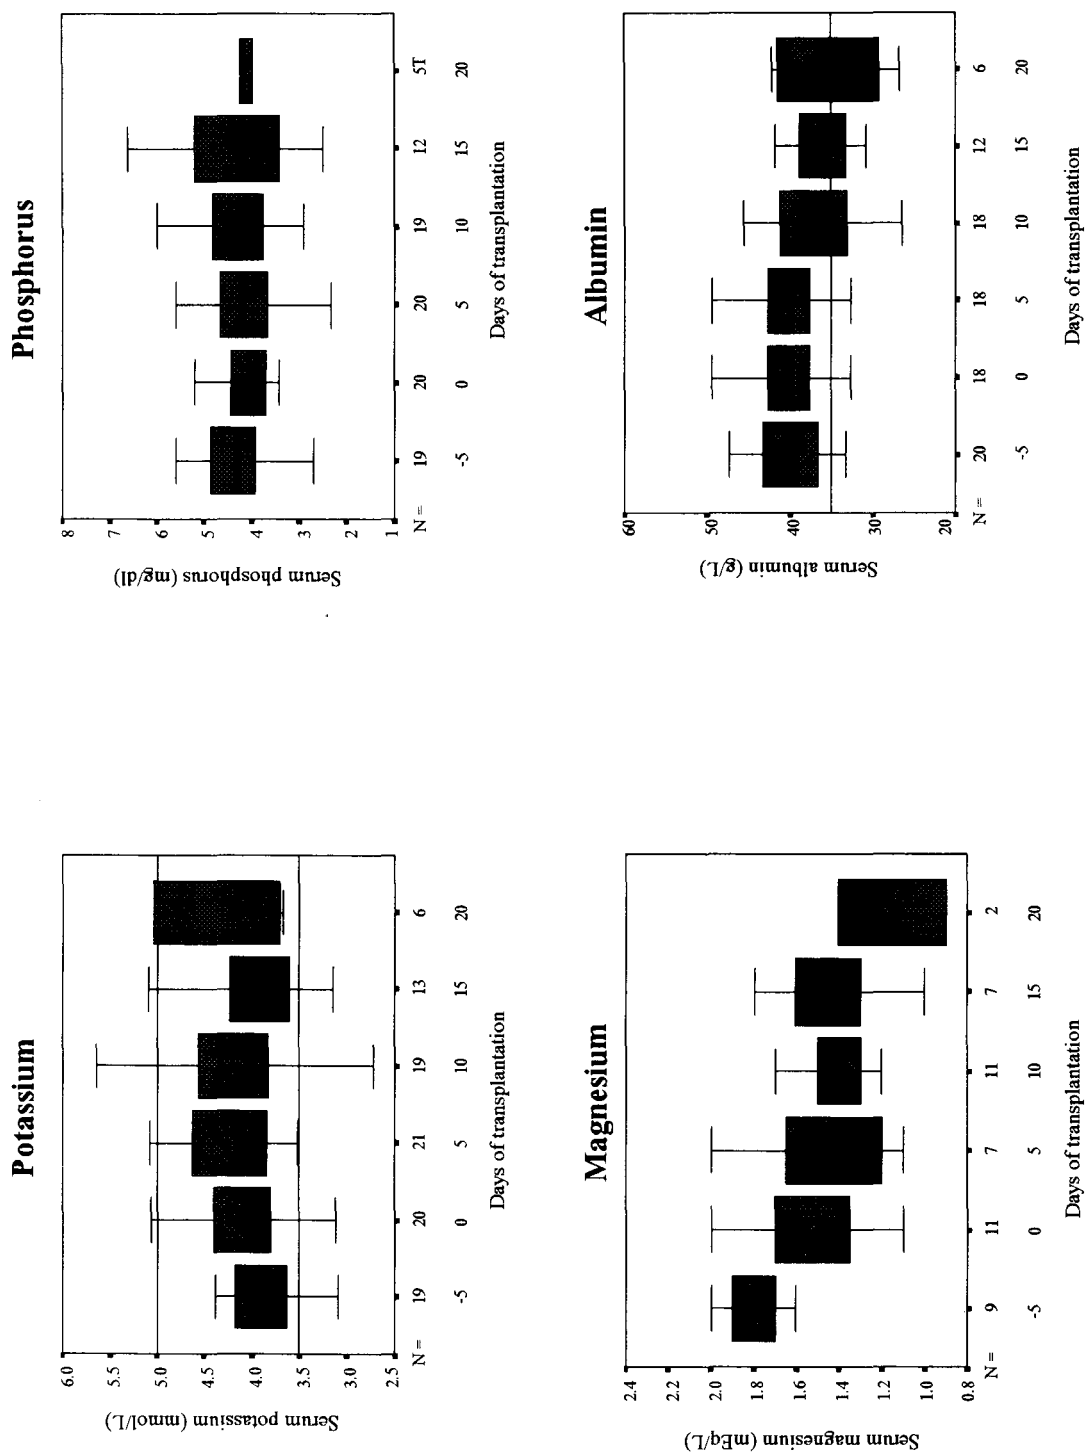 Potassium
Serum potassium (mmol/L)
6.0
5.5
5.0
4.5
4.0
3.5
3.0
2.5
N = 19 20 21 19 13 6
-5 0 5 10 15 20
Days of transplantation
Phosphorus
Serum phosphorus (mg/dl)
8
7
6
5
4
3
2
1
N = 19 20 20 19 12 5T
-5 0 5 10 15 20
Days of transplantation
Magnesium
Serum magnesium (mEq/L)
2.4
2.2
2.0
1.8
1.6
1.4
1.2
1.0
0.8
N = 9 11 7 11 7 2
-5 0 5 10 15 20
Days of transplantation
Albumin
Serum albumin (g/L)
60
50
40
30
20
N = 20 18 18 18 12 6
-5 0 5 10 15 20
Days of transplantation